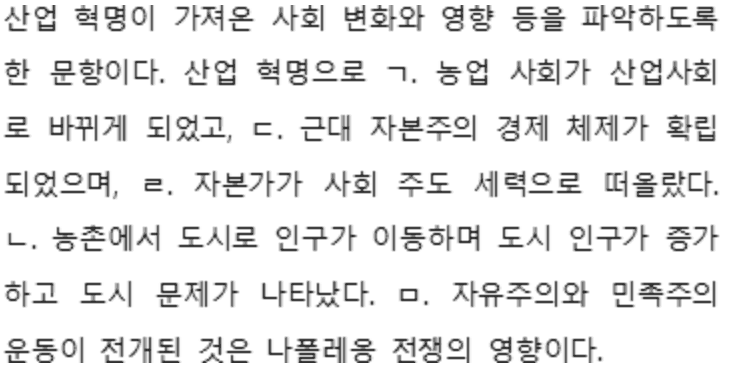 산업 혁명이 가져온 사회 변화와 영향 등을 파악하도록
한 문항이다. 산업 혁명으로 ㄱ. 농업 사회가 산업사회
로 바뀌게 되었고, ㄷ. 근대 자본주의 경제 체제가 확립
되었으며, ㄹ. 자본가가 사회 주도 세력으로 떠올랐다.
ㄴ. 농촌에서 도시로 인구가 이동하며 도시 인구가 증가
하고 도시 문제가 나타났다. ㅁ. 자유주의와 민족주의
운동이 전개된 것은 나폴레옹 전쟁의 영향이다.